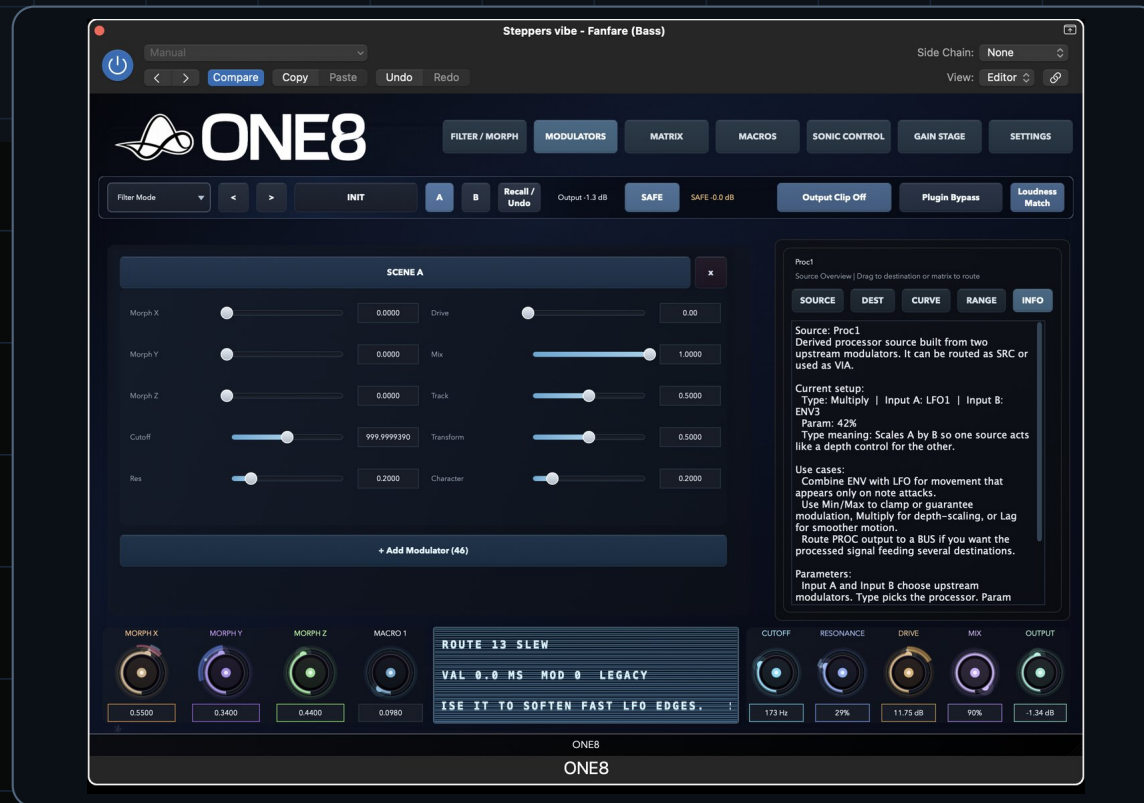 Steppers vibe - Fanfare (Bass)
Manual
Side Chain: None
< > Compare Copy Paste Undo Redo
View: Editor
ONE8
FILTER / MORPH MODULATORS MATRIX MACROS SONIC CONTROL GAIN STAGE SETTINGS
Filter Mode < > INIT A B Recall / Undo Output -1.3 dB SAFE SAFE -0.0 dB Output Clip Off Plugin Bypass Loudness Match
SCENE A x
Morph X 0.0000 Drive 0.00
Morph Y 0.0000 Mix 1.0000
Morph Z 0.0000 Track 0.5000
Cutoff 999.9999390 Transform 0.5000
Res 0.2000 Character 0.2000
+ Add Modulator (46)
Proc1
Source Overview | Drag to destination or matrix to route
SOURCE DEST CURVE RANGE INFO
Source: Proc1
Derived processor source built from two
upstream modulators. It can be routed as SRC or
used as VIA.
Current setup:
Type: Multiply | Input A: LFO1 | Input B:
ENV3
Param: 42%
Type meaning: Scales A by B so one source acts
like a depth control for the other.
Use cases:
Combine ENV with LFO for movement that
appears only on note attacks.
Use Min/Max to clamp or guarantee
modulation, Multiply for depth-scaling, or Lag
for smoother motion.
Route PROC output to a BUS if you want the
processed signal feeding several destinations.
Parameters:
Input A and Input B choose upstream
modulators. Type picks the processor. Param
MORPH X MORPH Y MORPH Z MACRO 1
0.5500 0.3400 0.4400 0.0980
ROUTE 13 SLEW
VAL 0.0 MS MOD 0 LEGACY
ISE IT TO SOFTEN FAST LFO EDGES.
CUTOFF RESONANCE DRIVE MIX OUTPUT
173 Hz 29% 11.75 dB 90% -1.34 dB
ONE8
ONE8